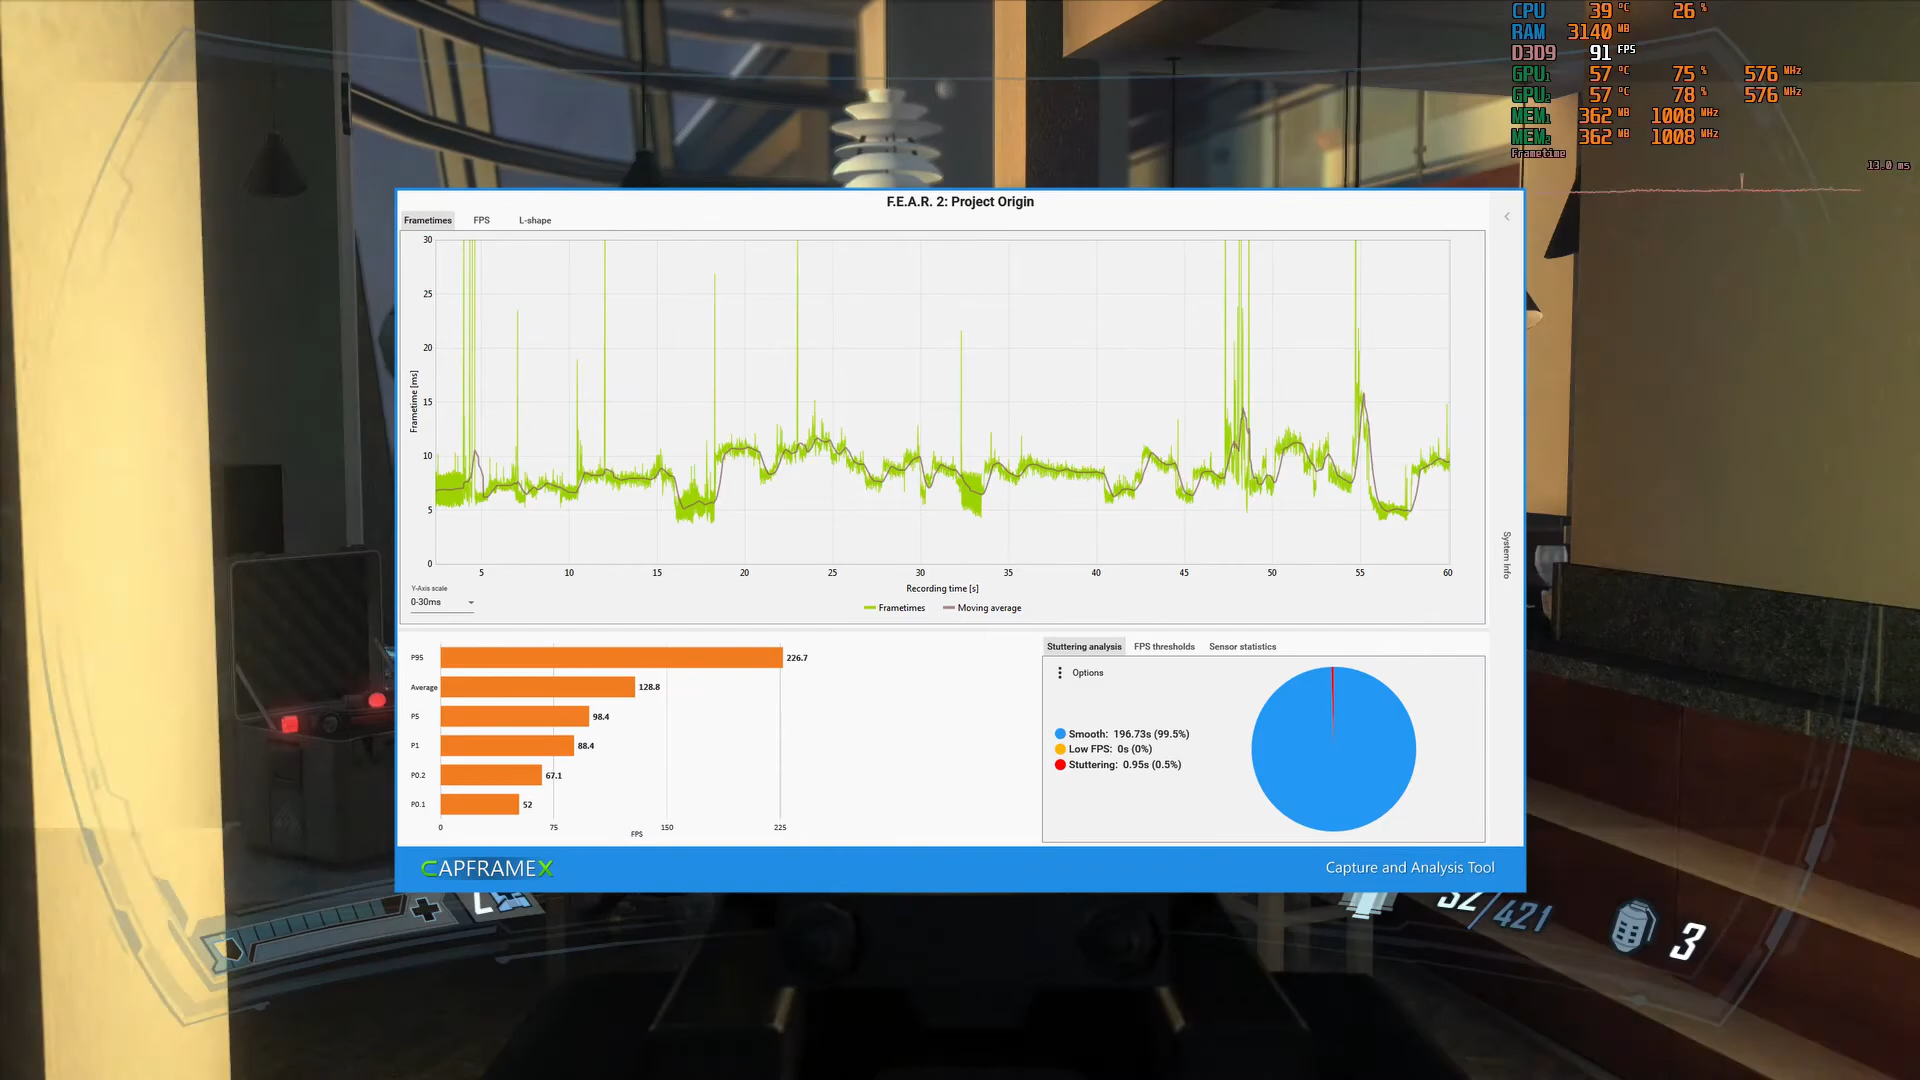 CPU 39 °C 26 %
RAM 3140 MB
D3D9 91 FPS
GPU1 57 °C 75 % 576 MHz
GPU2 57 °C 78 % 576 MHz
MEM1 362 MB 1008 MHz
MEM2 362 MB 1008 MHz
Frametime
13.0 ms
F.E.A.R. 2: Project Origin
Frametimes FPS L-shape
30
25
20
15
10
5
0
Frametime [ms]
5 10 15 20 25 30 35 40 45 50 55 60
Recording time [s]
Y-Axis scale
0-30ms
Frametimes Moving average
System Info
P95 226.7
Average 128.8
P5 98.4
P1 88.4
P0.2 67.1
P0.1 52
0 75 150 225
FPS
Stuttering analysis FPS thresholds Sensor statistics
Options
Smooth: 196.73s (99.5%)
Low FPS: 0s (0%)
Stuttering: 0.95s (0.5%)
CAPFRAMEX
Capture and Analysis Tool
32/421
3